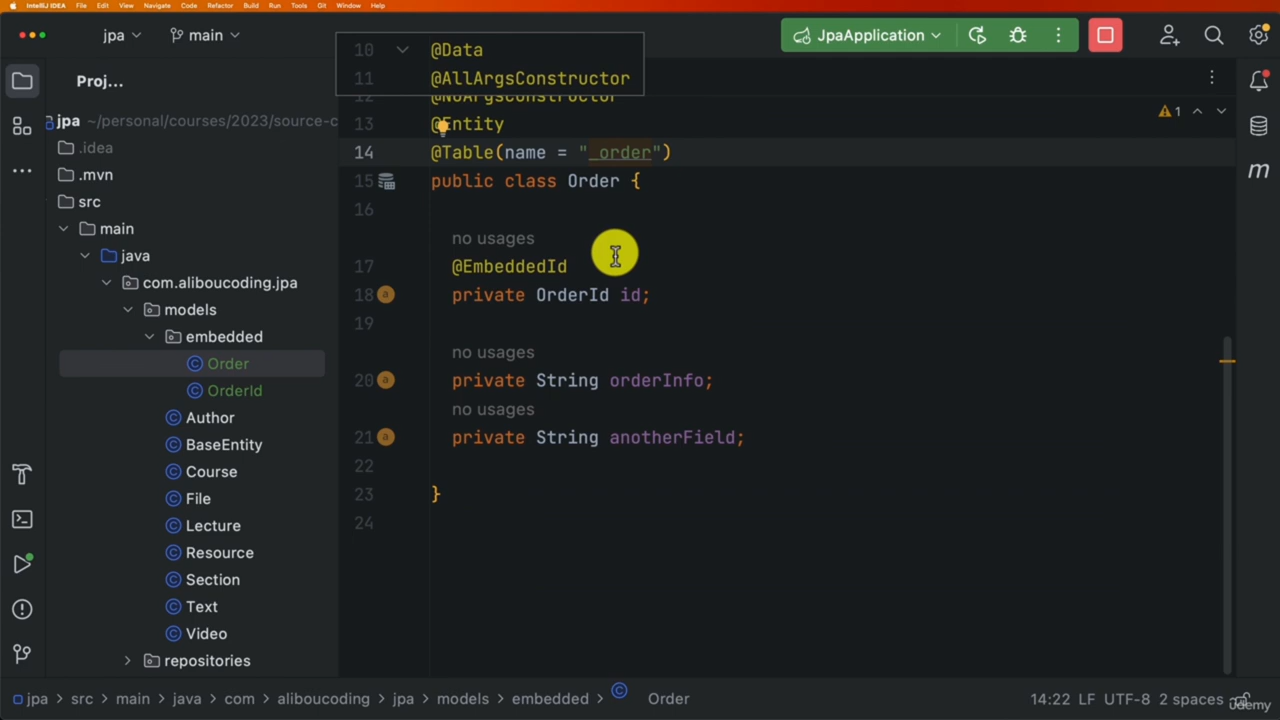 IntelliJ IDEA File Edit View Navigate Code Refactor Build Run Tools Git Window Help
jpa main JpaApplication
Proj...
jpa ~/personal/courses/2023/source-c
.idea
.mvn
src
main
java
com.aliboucoding.jpa
models
embedded
Order
OrderId
Author
BaseEntity
Course
File
Lecture
Resource
Section
Text
Video
repositories
10 @Data
11 @AllArgsConstructor
12 @NoArgsConstructor
13 @Entity
14 @Table(name = "_order")
15 public class Order {
16
no usages
17 @EmbeddedId
18 private OrderId id;
19
no usages
20 private String orderInfo;
no usages
21 private String anotherField;
22
23 }
24
1
m
jpa > src > main > java > com > aliboucoding > jpa > models > embedded > Order
14:22 LF UTF-8 2 spaces
udemy